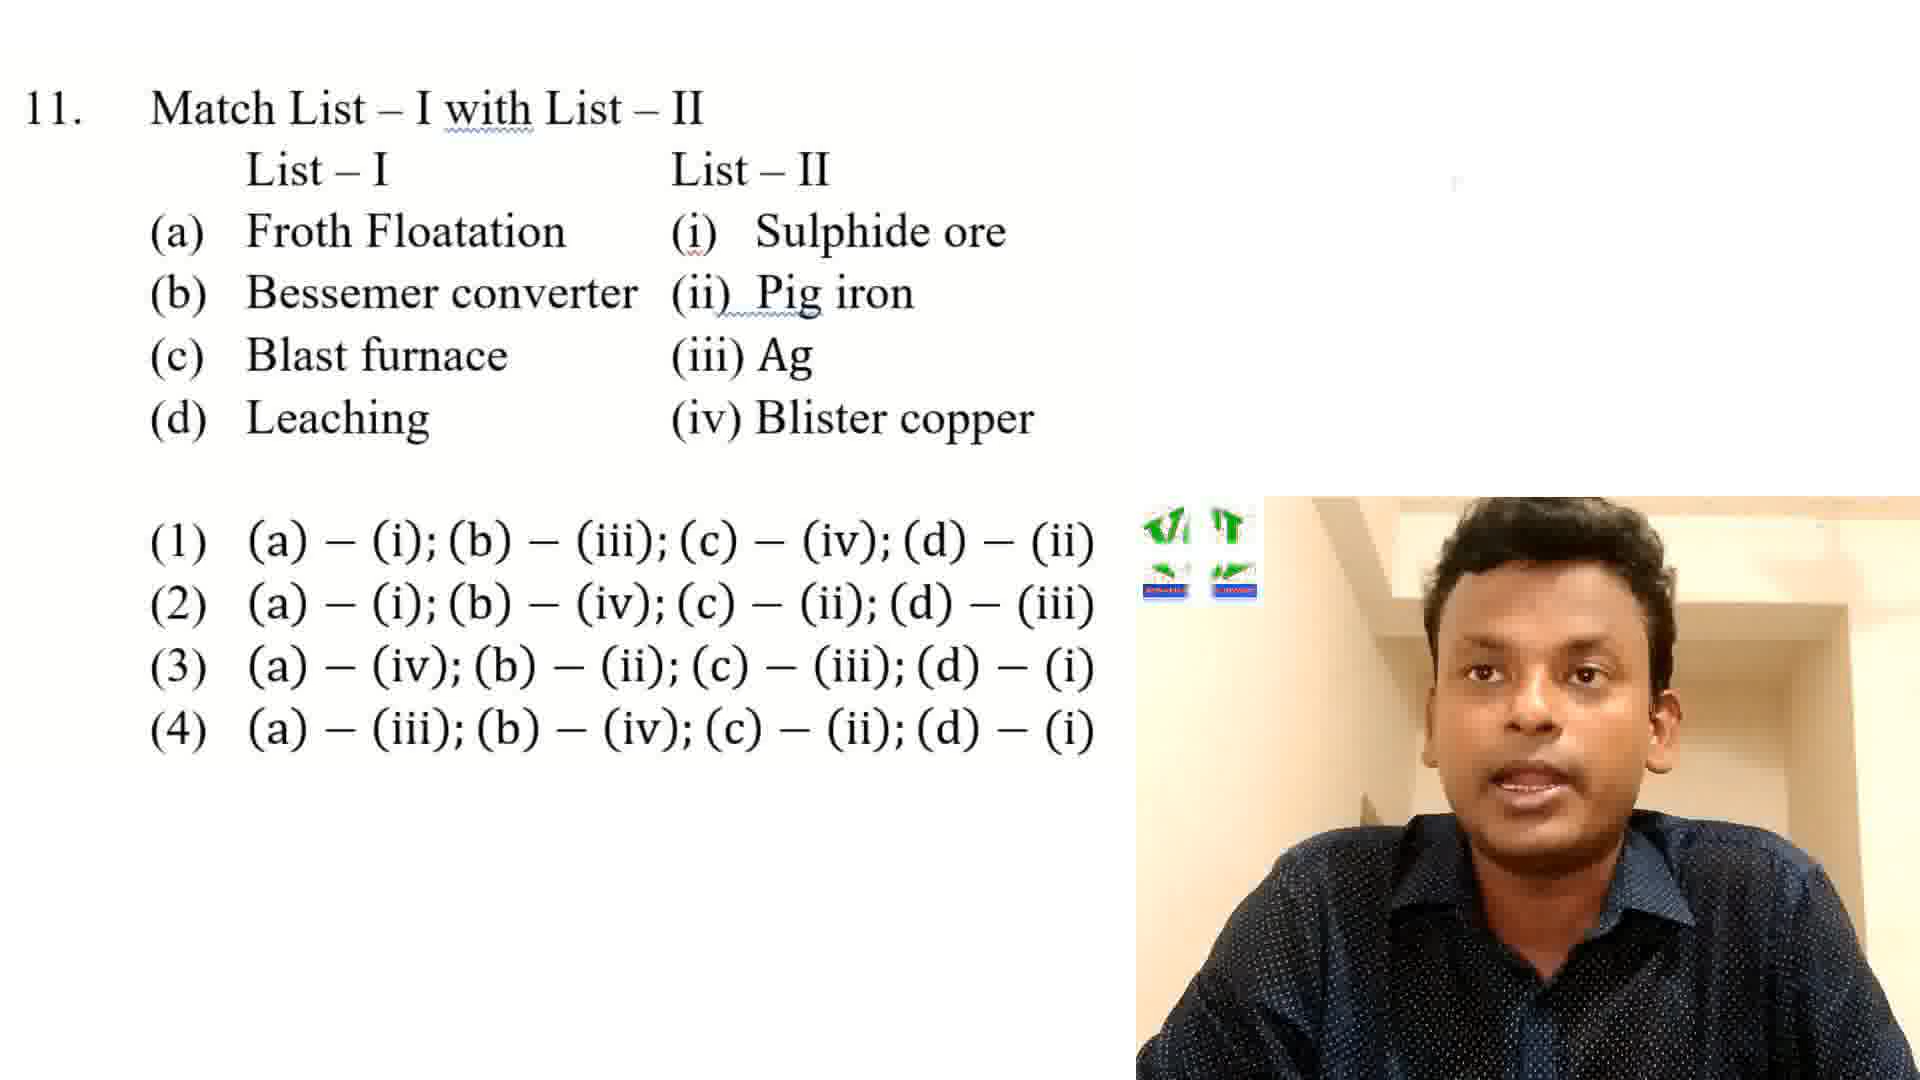 11. Match List – I with List – II
List – I List – II
(a) Froth Floatation (i) Sulphide ore
(b) Bessemer converter (ii) Pig iron
(c) Blast furnace (iii) Ag
(d) Leaching (iv) Blister copper
(1) (a) – (i); (b) – (iii); (c) – (iv); (d) – (ii)
(2) (a) – (i); (b) – (iv); (c) – (ii); (d) – (iii)
(3) (a) – (iv); (b) – (ii); (c) – (iii); (d) – (i)
(4) (a) – (iii); (b) – (iv); (c) – (ii); (d) – (i)